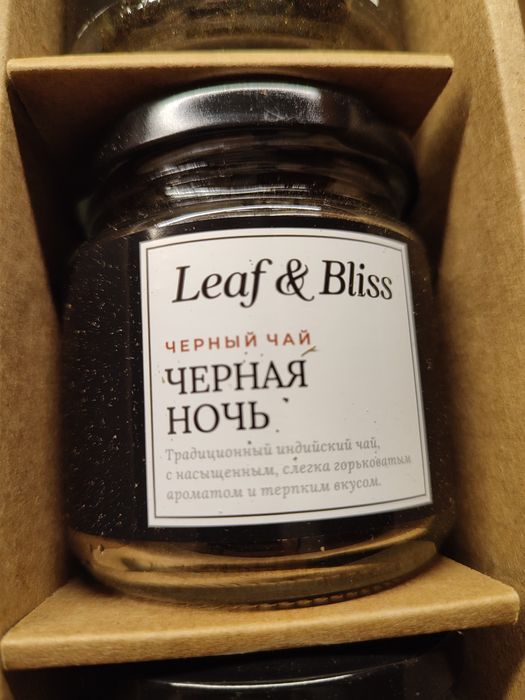 Leaf & Bliss
ЧЕРНЫЙ ЧАЙ
ЧЕРНАЯ
НОЧЬ
Традиционный индийский чай,
с насыщенным, слегка горьковатым
ароматом и терпким вкусом.